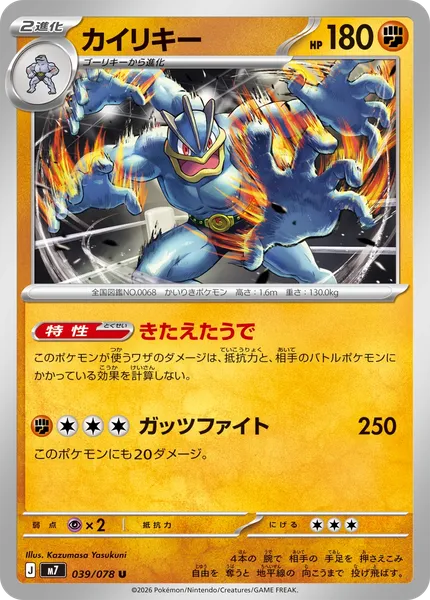 2進化
カイリキー
HP 180
ゴーリキーから進化
全国図鑑NO.0068 かいりきポケモン 高さ:1.6m 重さ:130.0kg
特性 とくせい きたえたうで
このポケモンが使うワザのダメージは、抵抗力と、相手のバトルポケモンに
かかっている効果を計算しない。
ガッツファイト 250
このポケモンにも20ダメージ。
弱点 ×2 抵抗力 にげる
Illus. Kazumasa Yasukuni
4本の 腕で 相手の 手足を 押さえこみ
自由を 奪うと 地平線の 向こうまで 投げ飛ばす。
J m7 039/078 U
©2026 Pokémon/Nintendo/Creatures/GAME FREAK.